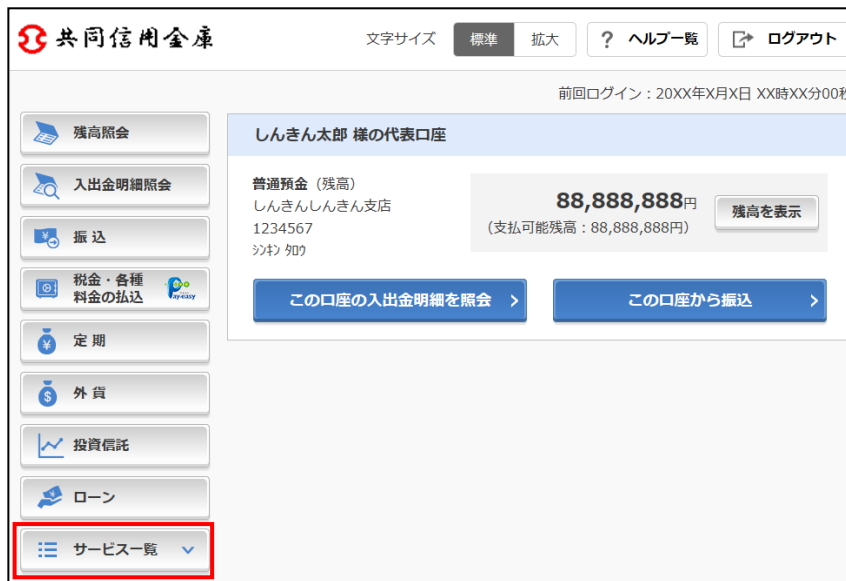 共同信用金庫
文字サイズ 標準 拡大 ? ヘルプ一覧 ログアウト
前回ログイン：20XX年X月X日 XX時XX分00秒
残高照会
入出金明細照会
振込
税金・各種
料金の払込
Pay-easy
定期
外貨
投資信託
ローン
サービス一覧
しんきん太郎 様の代表口座
普通預金（残高）
しんきんしんきん支店
1234567
ｼﾝｷﾝ ﾀﾛｳ
88,888,888円
（支払可能残高：88,888,888円）
残高を表示
この口座の入出金明細を照会
この口座から振込